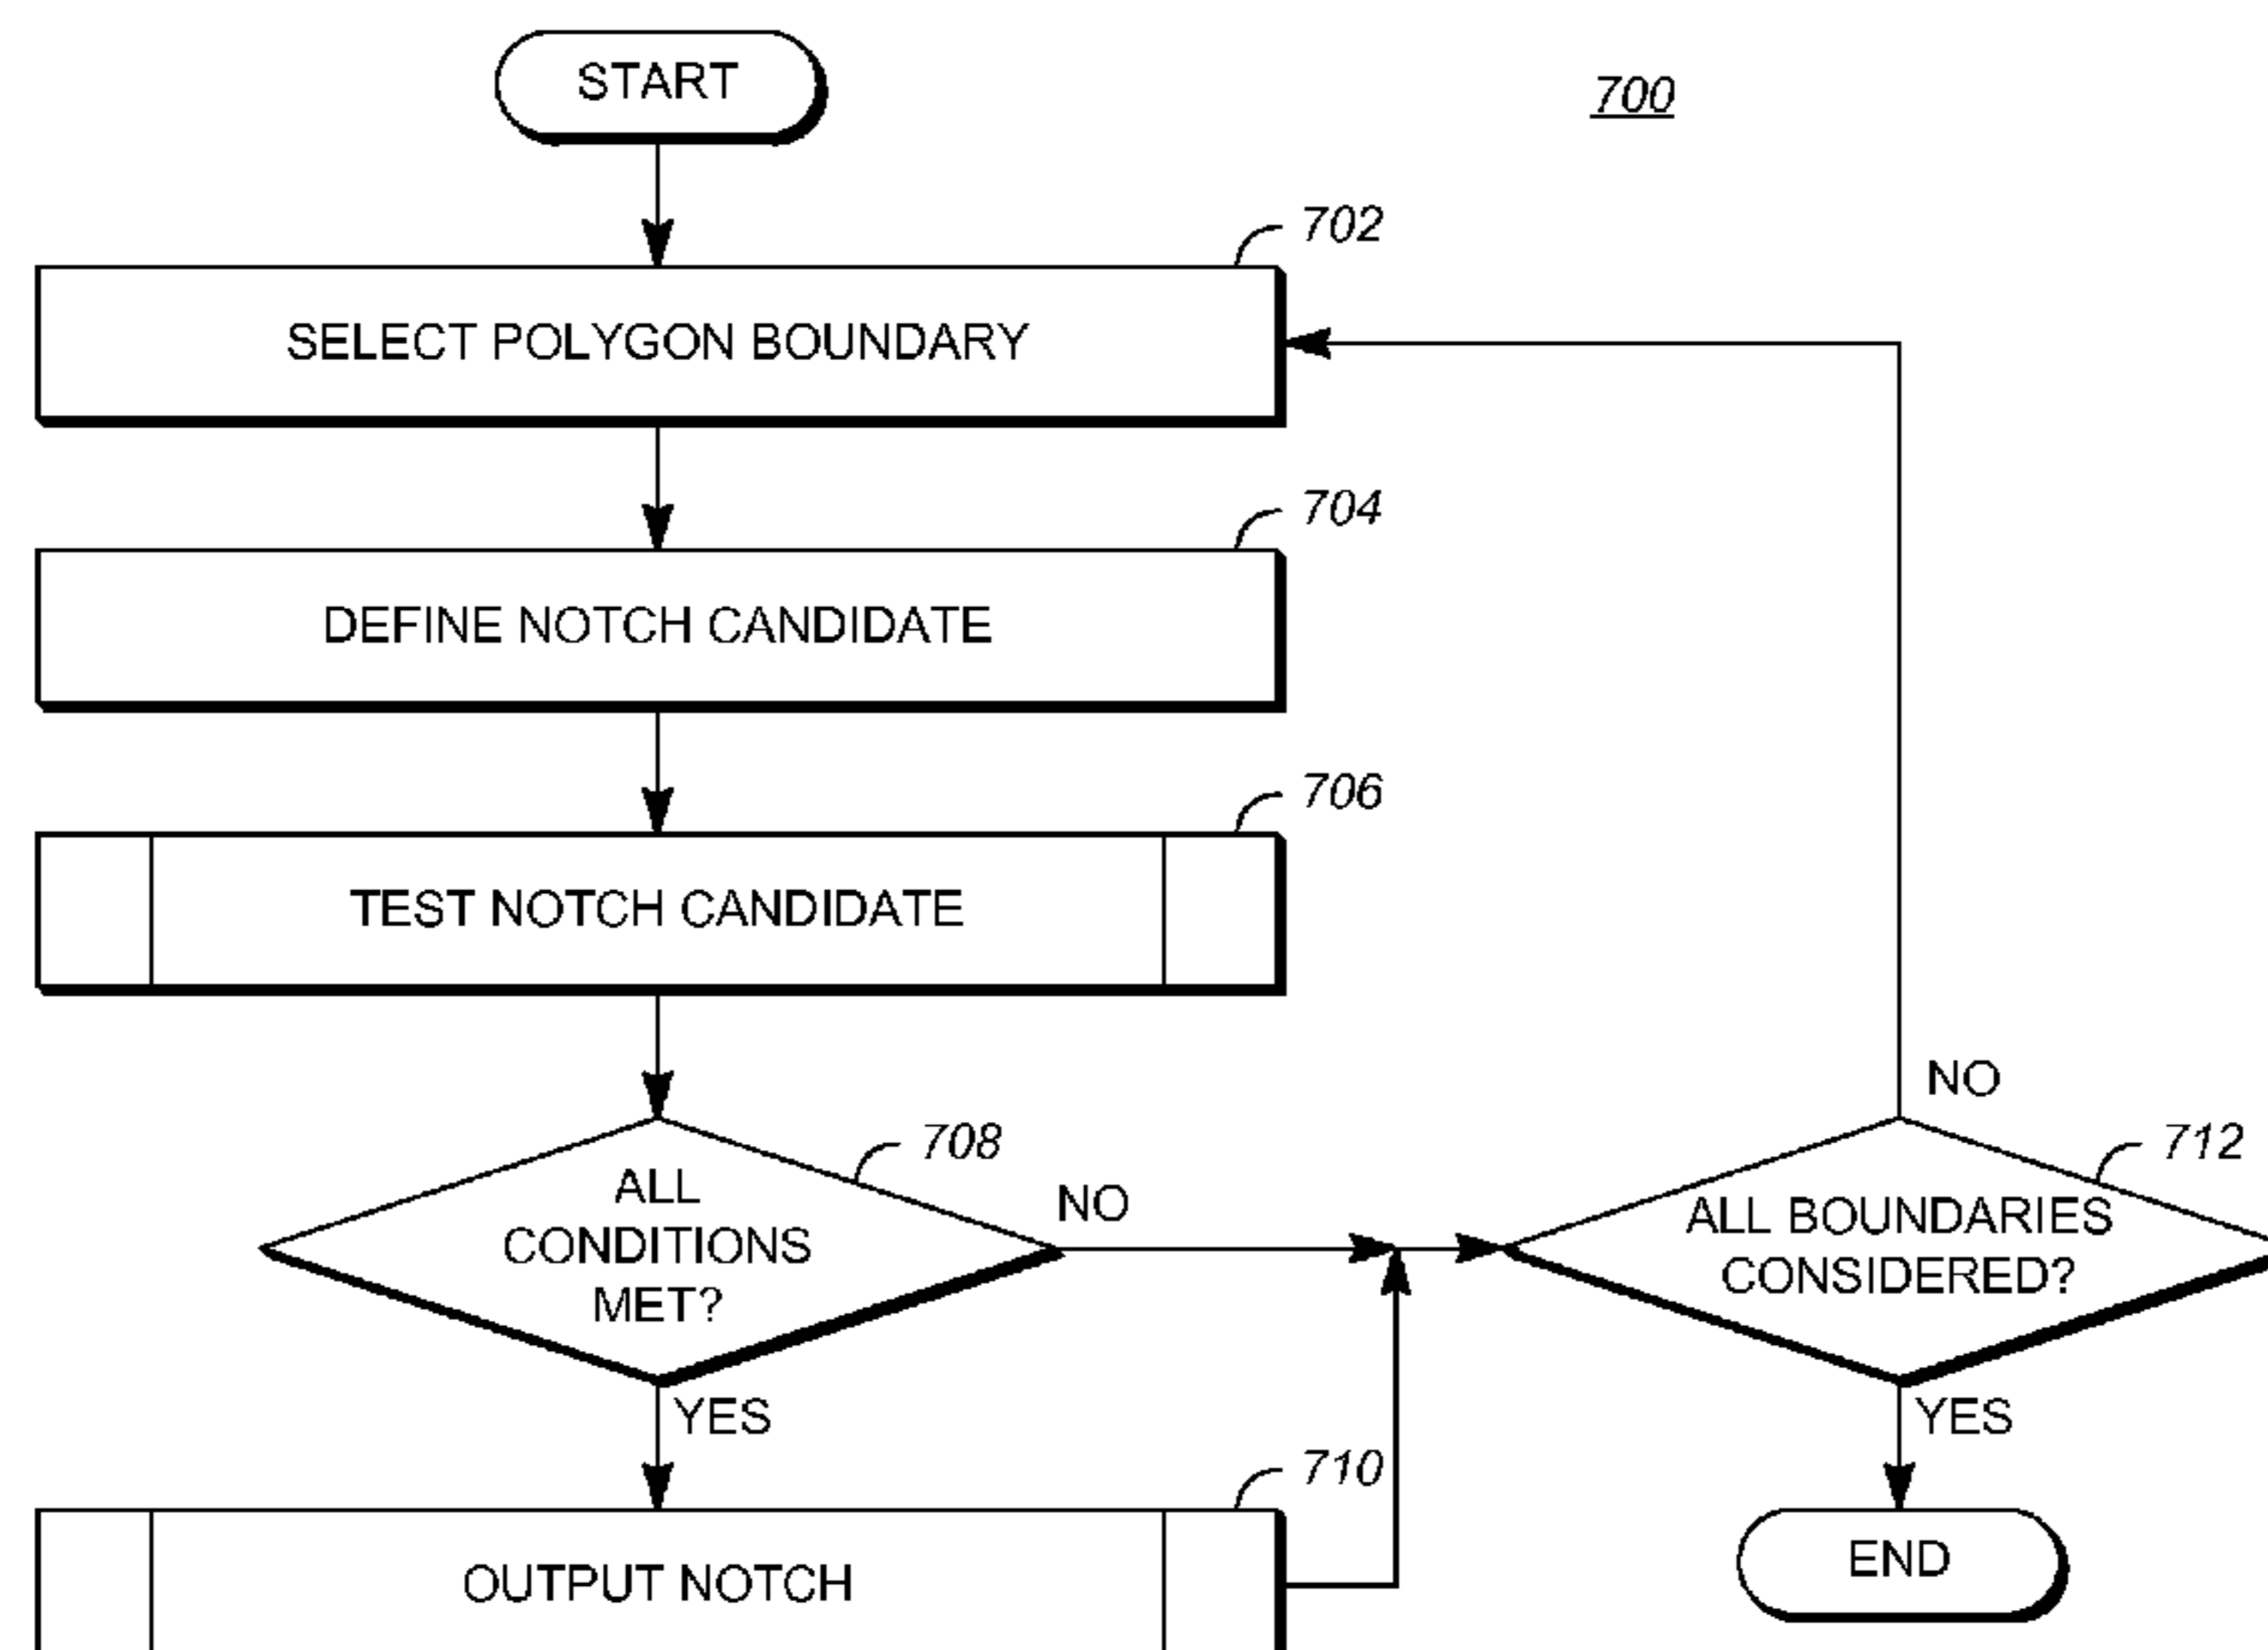 START
700
702
SELECT POLYGON BOUNDARY
704
DEFINE NOTCH CANDIDATE
706
TEST NOTCH CANDIDATE
708
ALL
CONDITIONS
MET?
NO
YES
710
OUTPUT NOTCH
NO
712
ALL BOUNDARIES
CONSIDERED?
YES
END